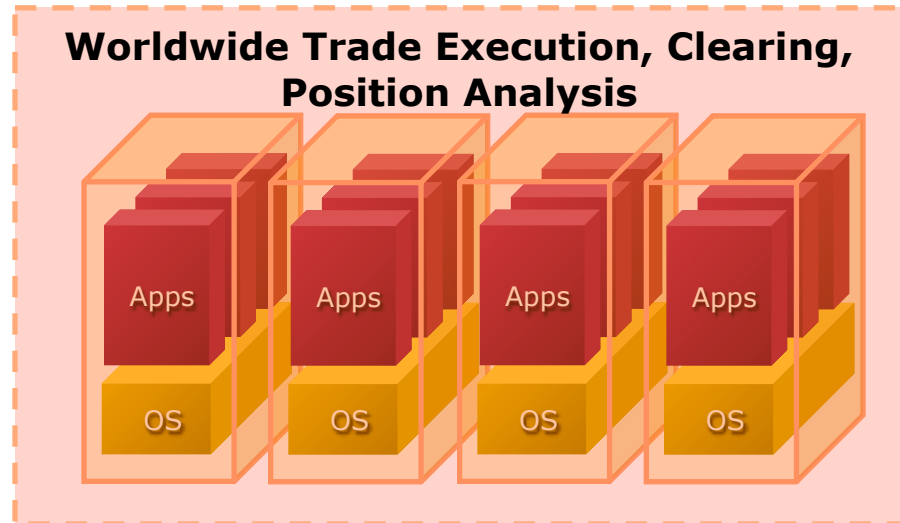 Worldwide Trade Execution, Clearing,
Position Analysis
Apps
Apps
Apps
Apps
OS
OS
OS
OS